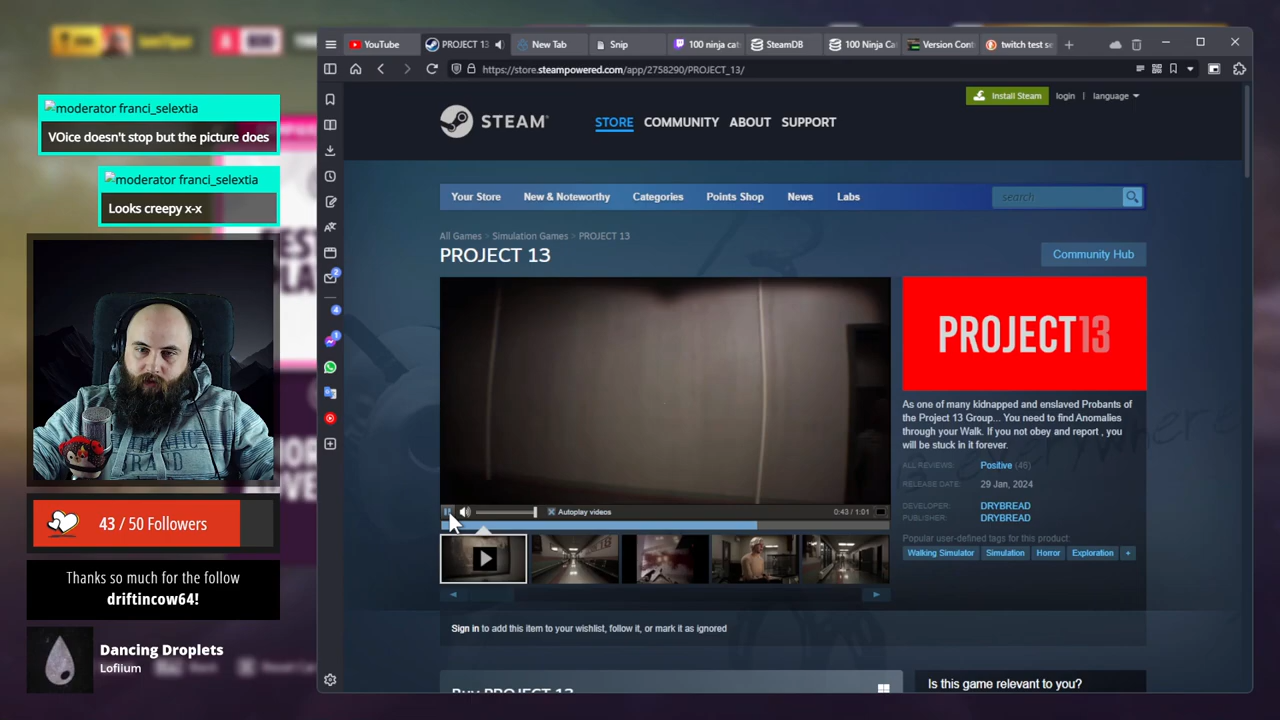 moderator franci_selextia
VOice doesn't stop but the picture does
moderator franci_selextia
Looks creepy x-x
43 / 50 Followers
Thanks so much for the follow
driftincow64!
Dancing Droplets
Lofiium
YouTube
PROJECT 13
New Tab
Snip
100 ninja cat
SteamDB
100 Ninja Ca
Version Cont
twitch test se
https://store.steampowered.com/app/2758290/PROJECT_13/
Install Steam
login
language
STEAM
STORE
COMMUNITY
ABOUT
SUPPORT
Your Store
New & Noteworthy
Categories
Points Shop
News
Labs
search
All Games > Simulation Games > PROJECT 13
PROJECT 13
Community Hub
PROJECT13
As one of many kidnapped and enslaved Probants of
the Project 13 Group... You need to find Anomalies
through your Walk. If you not obey and report , you
will be stuck in it forever.
ALL REVIEWS: Positive (46)
RELEASE DATE: 29 Jan, 2024
DEVELOPER: DRYBREAD
PUBLISHER: DRYBREAD
Popular user-defined tags for this product:
Walking Simulator
Simulation
Horror
Exploration
+
Autoplay videos
0:43 / 1:01
Sign in to add this item to your wishlist, follow it, or mark it as ignored
Buy PROJECT 13
Is this game relevant to you?